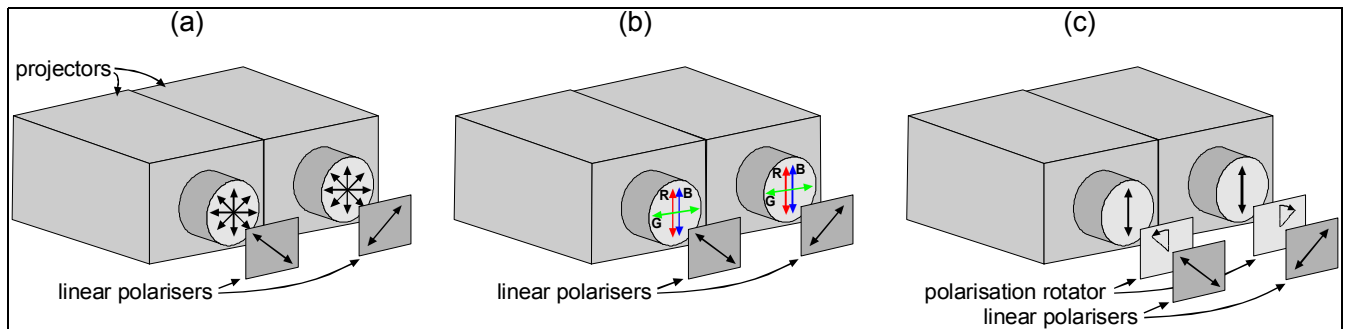 (a)
projectors
linear polarisers
(b)
R B
G
R B
G
linear polarisers
(c)
polarisation rotator
linear polarisers